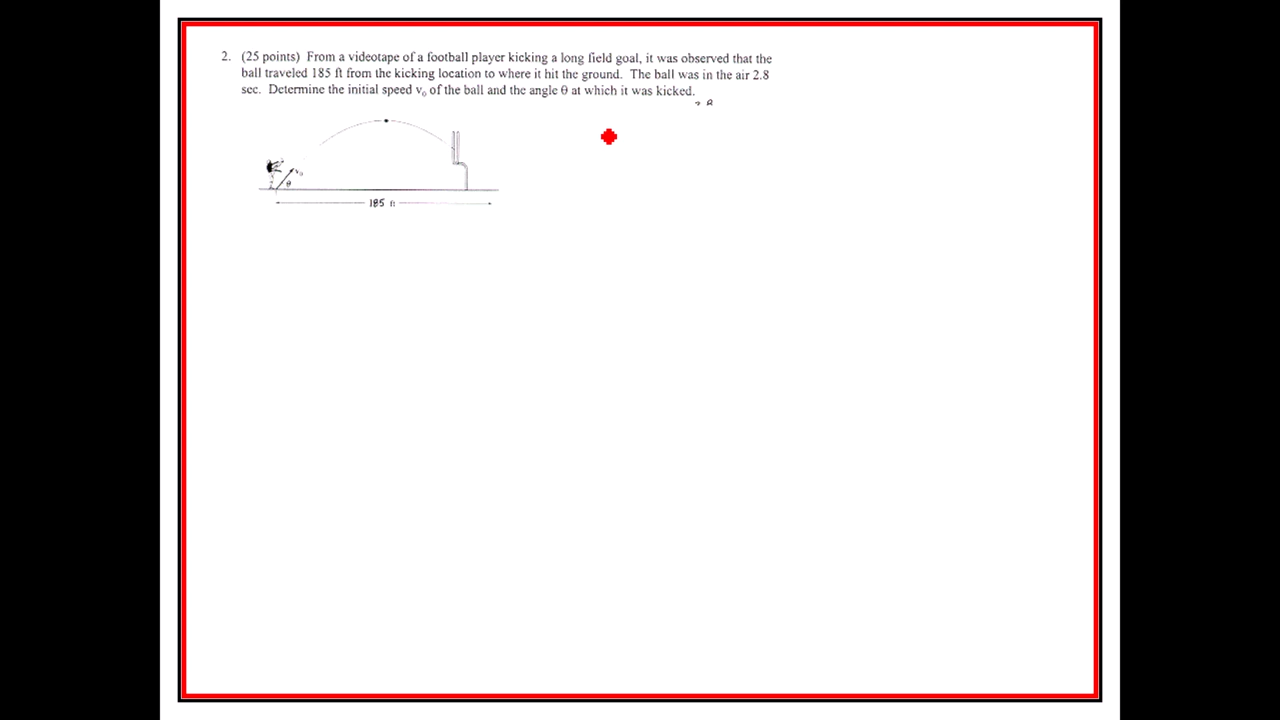 2. (25 points) From a videotape of a football player kicking a long field goal, it was observed that the
ball traveled 185 ft from the kicking location to where it hit the ground. The ball was in the air 2.8
sec. Determine the initial speed v₀ of the ball and the angle θ at which it was kicked.
v₀
θ
185 ft